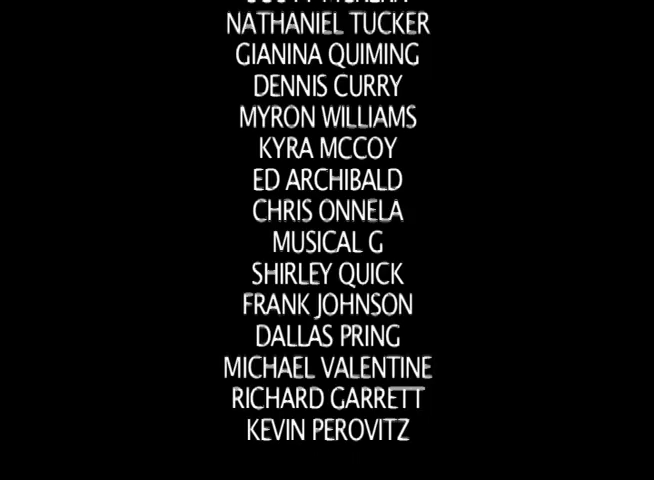 NATHANIEL TUCKER
GIANINA QUIMING
DENNIS CURRY
MYRON WILLIAMS
KYRA MCCOY
ED ARCHIBALD
CHRIS ONNELA
MUSICAL G
SHIRLEY QUICK
FRANK JOHNSON
DALLAS PRING
MICHAEL VALENTINE
RICHARD GARRETT
KEVIN PEROVITZ